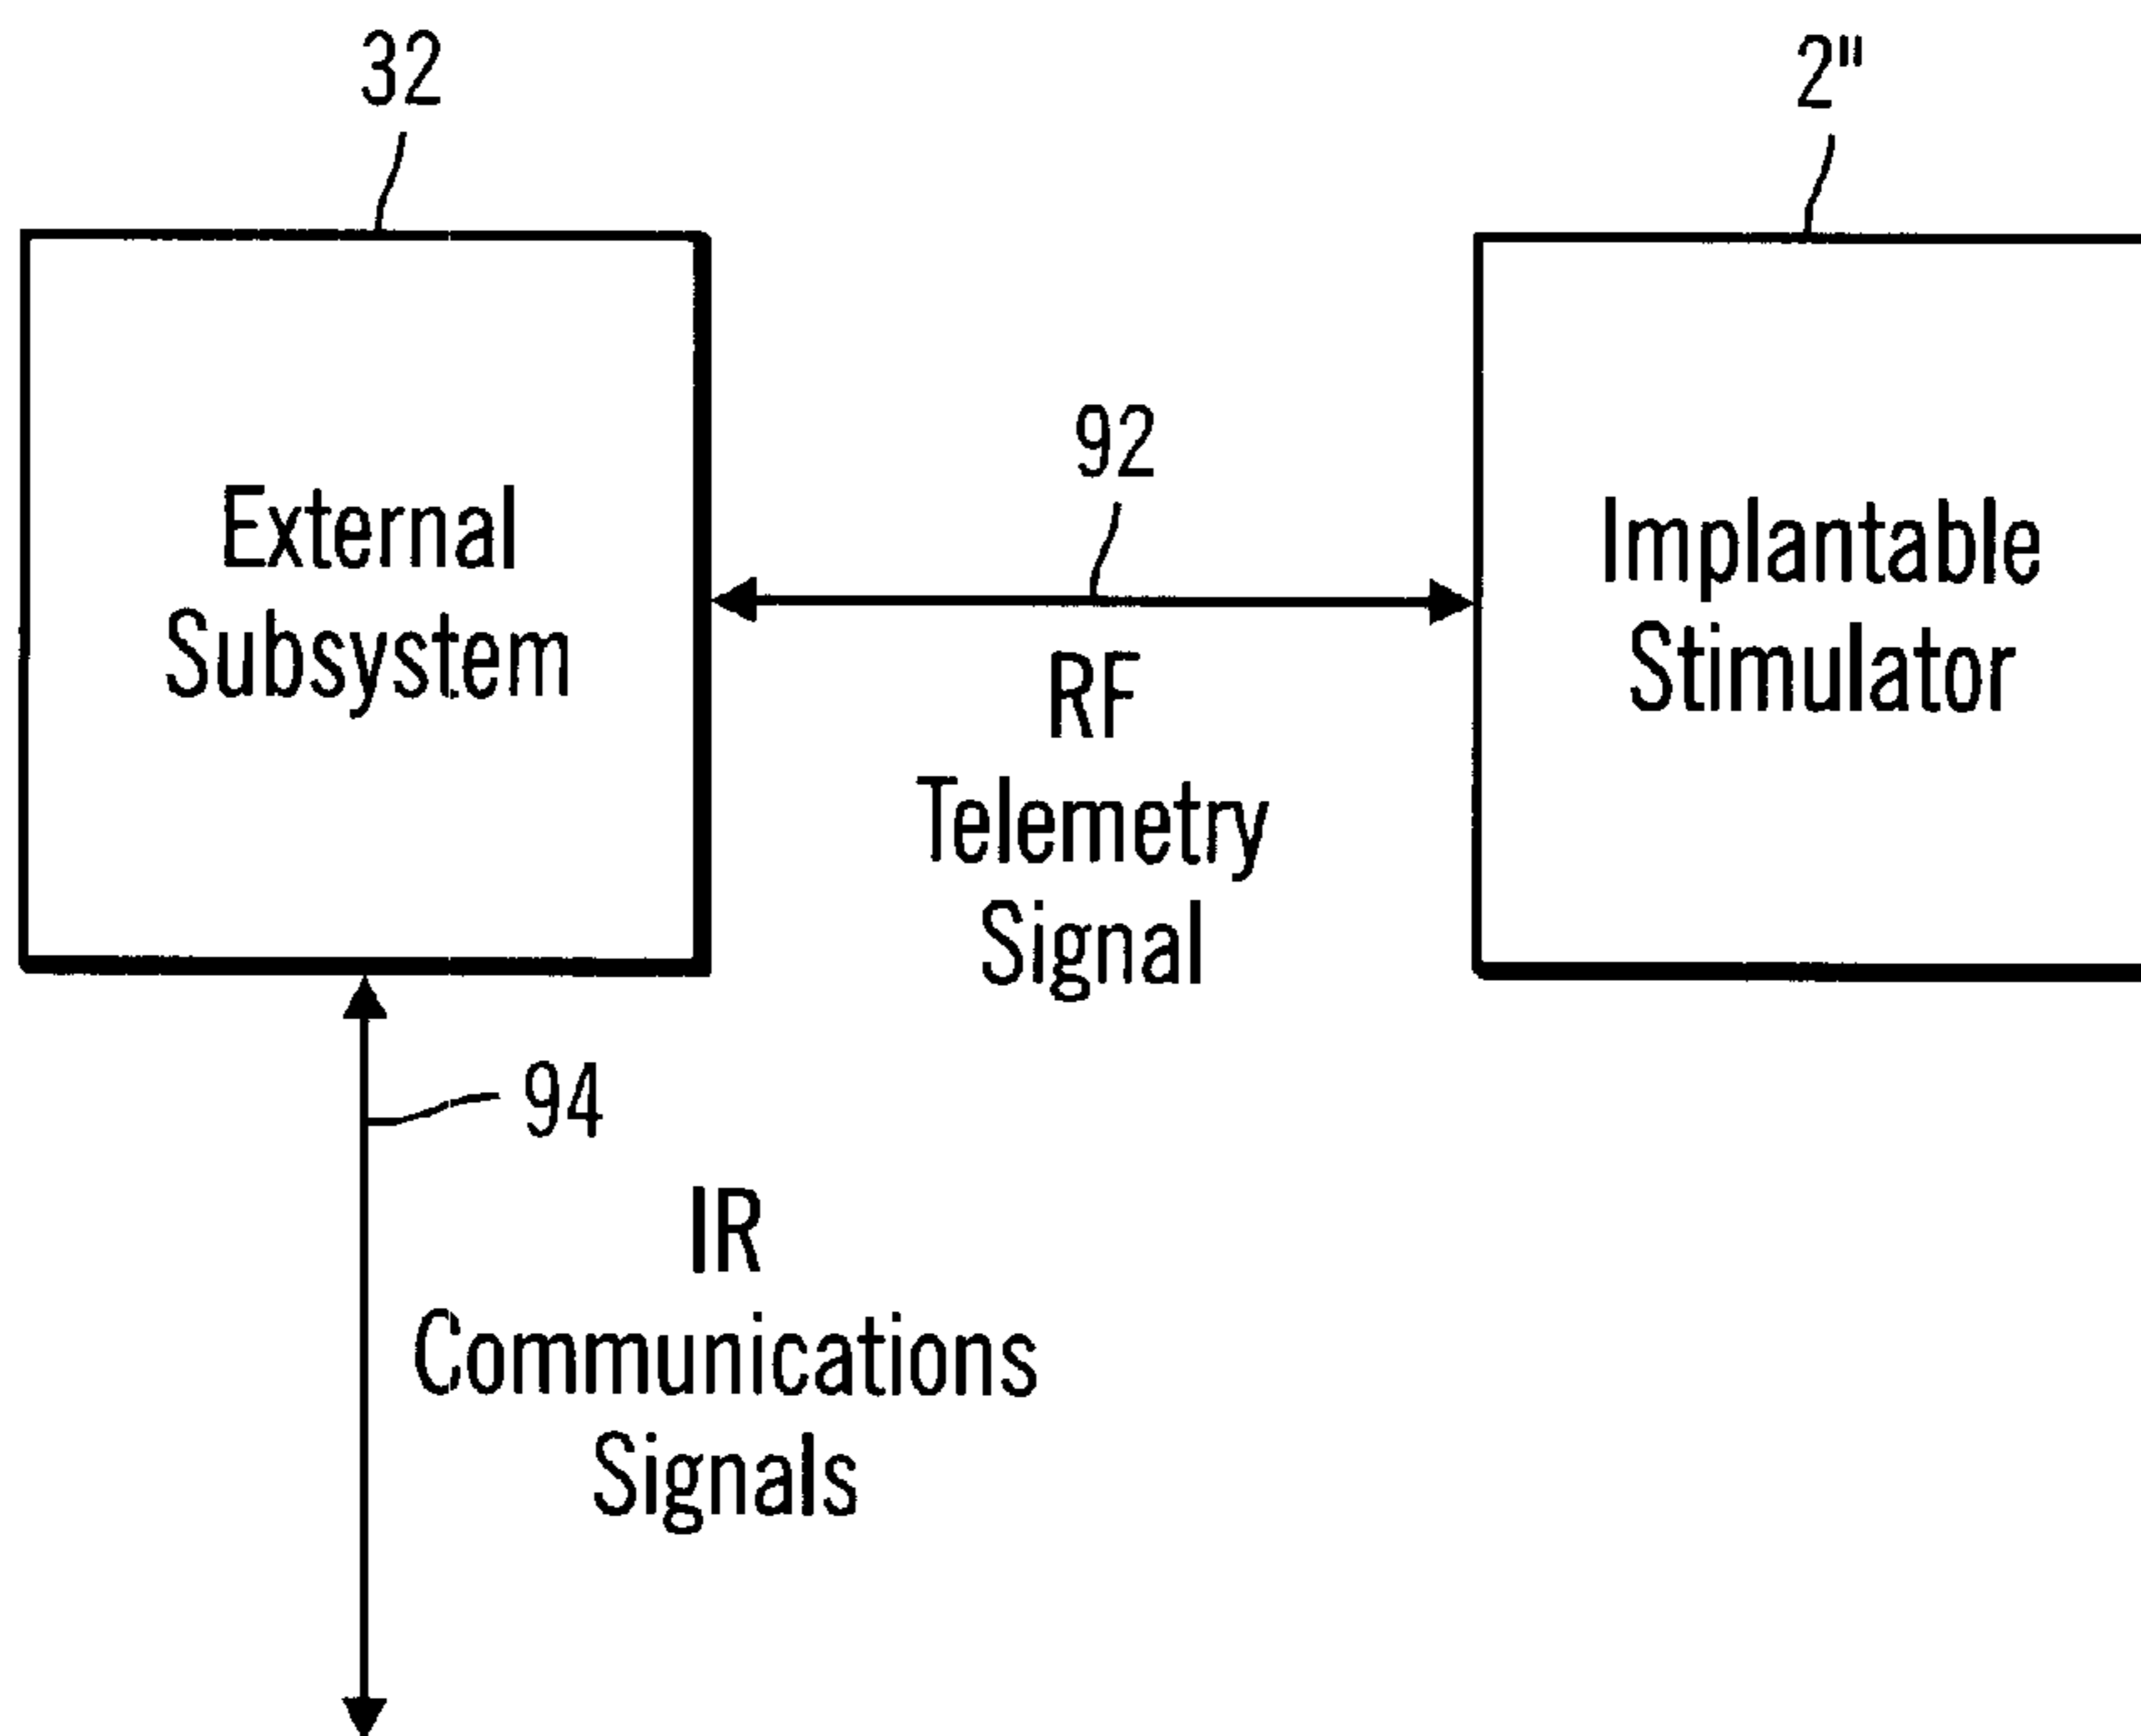 32
2"
External
Subsystem
92
RF
Telemetry
Signal
Implantable
Stimulator
94
IR
Communications
Signals